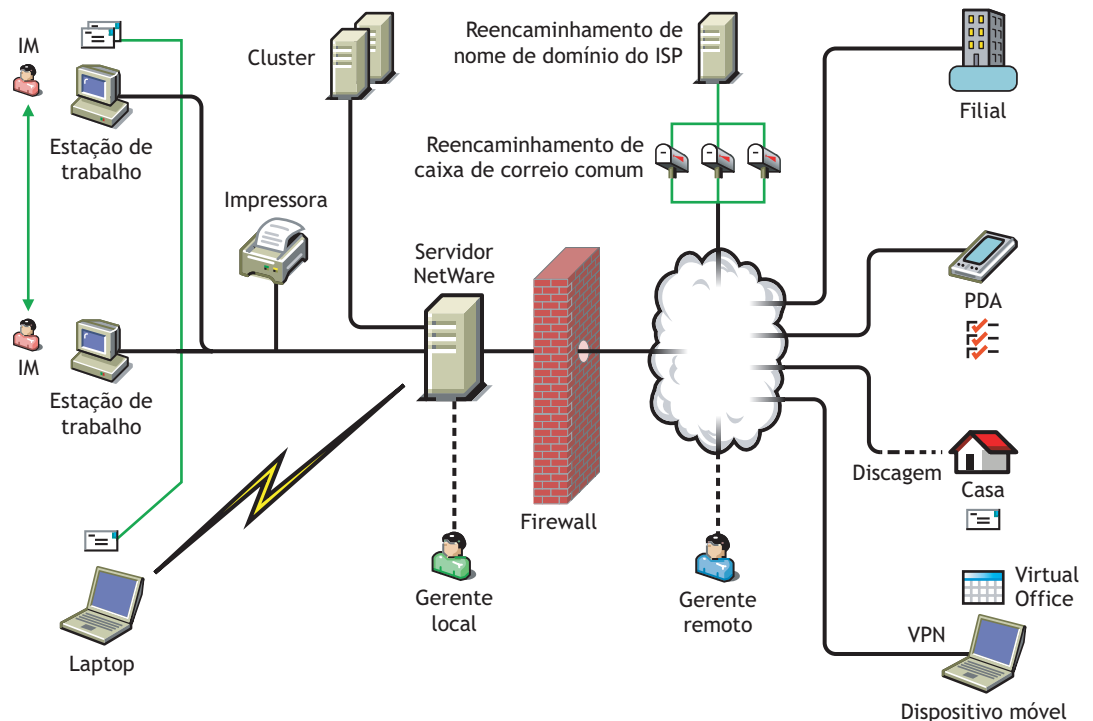 IM
Estação de
trabalho
Cluster
Reencaminhamento de
nome de domínio do ISP
Filial
Reencaminhamento de
caixa de correio comum
Impressora
Servidor
NetWare
PDA
IM
Estação de
trabalho
Firewall
Discagem
Casa
Laptop
Gerente
local
Gerente
remoto
Virtual
Office
VPN
Dispositivo móvel